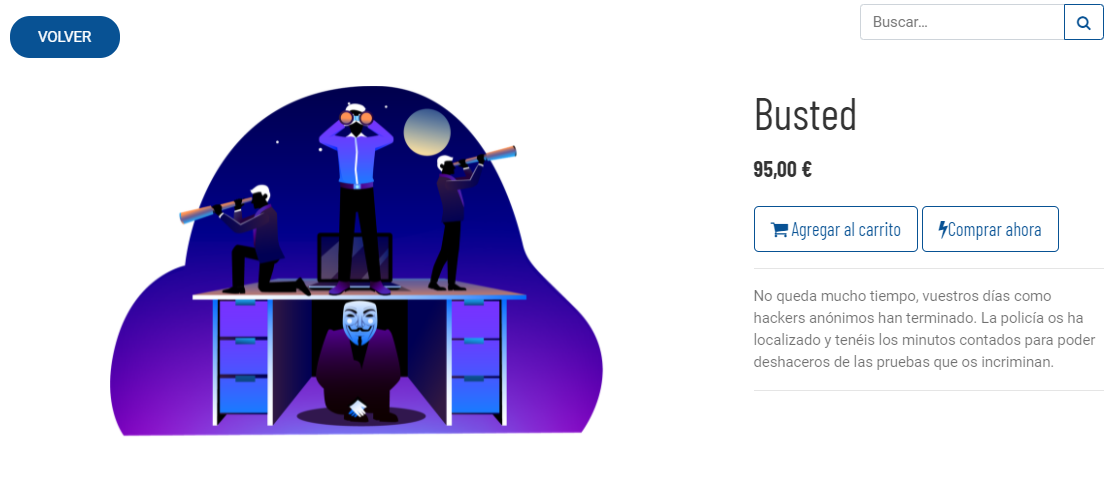 VOLVER
Buscar...
Busted
95,00 €
Agregar al carrito
Comprar ahora
No queda mucho tiempo, vuestros días como
hackers anónimos han terminado. La policía os ha
localizado y tenéis los minutos contados para poder
deshaceros de las pruebas que os incriminan.